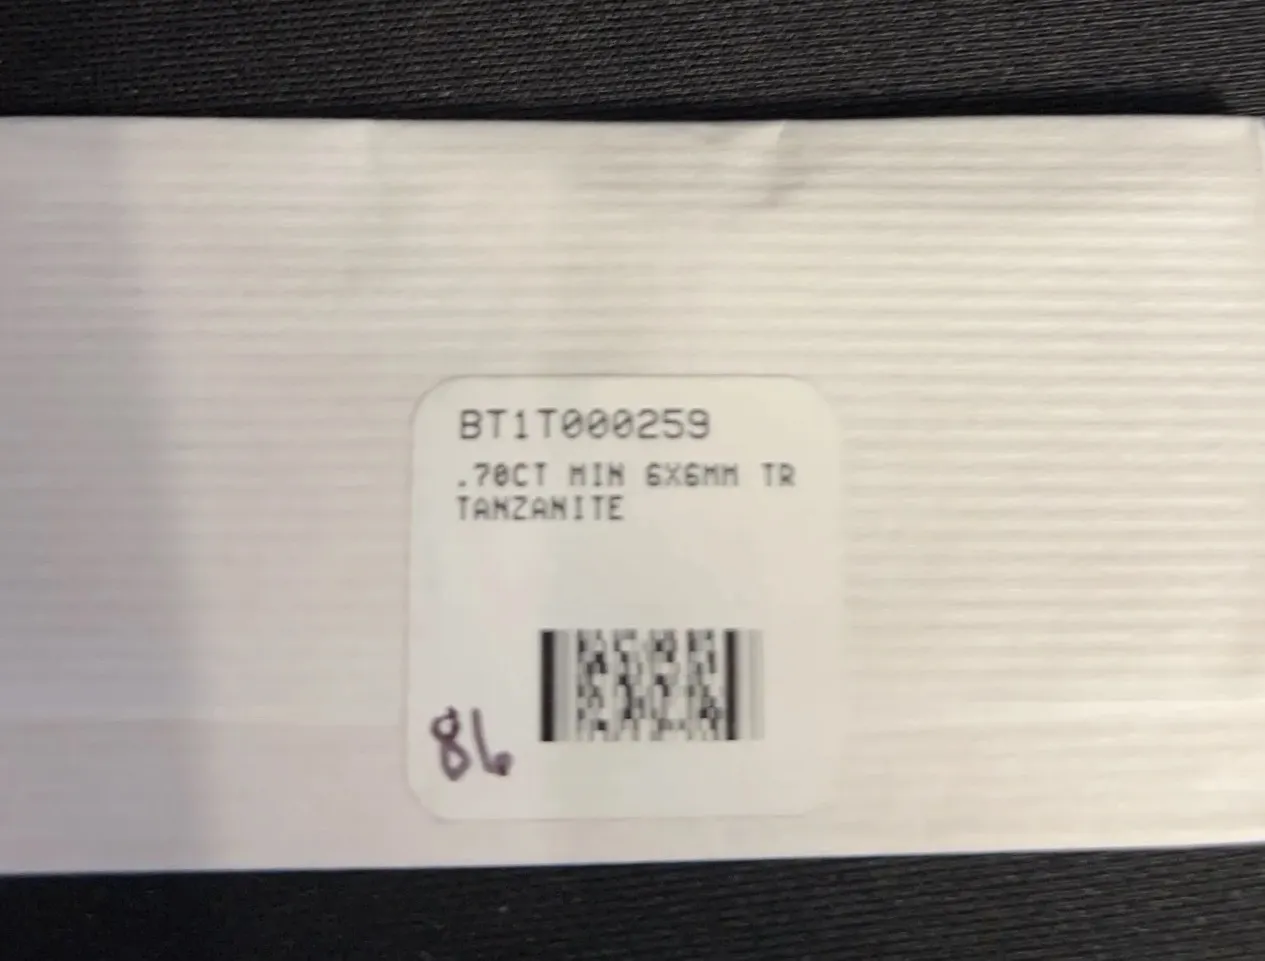 BT1T000259
.70CT MIN 6X6MM TR
TANZANITE
86